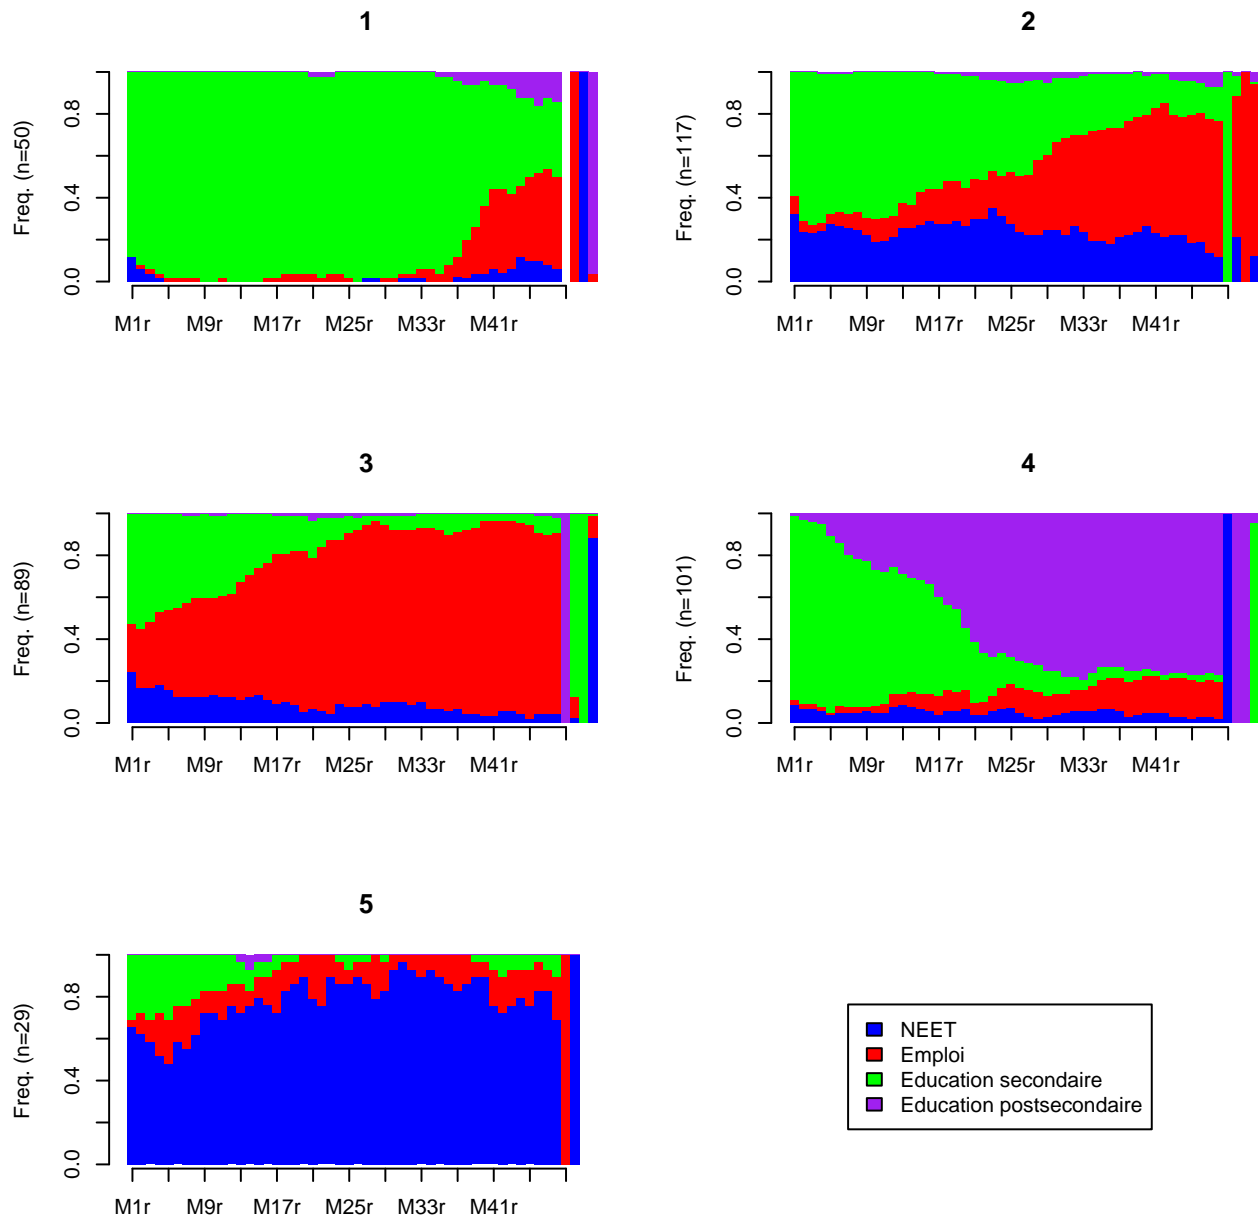 1
Freq. (n=50)
0.0 0.4 0.8
M1r M9r M17r M25r M33r M41r
2
Freq. (n=117)
0.0 0.4 0.8
M1r M9r M17r M25r M33r M41r
3
Freq. (n=89)
0.0 0.4 0.8
M1r M9r M17r M25r M33r M41r
4
Freq. (n=101)
0.0 0.4 0.8
M1r M9r M17r M25r M33r M41r
5
Freq. (n=29)
0.0 0.4 0.8
M1r M9r M17r M25r M33r M41r
NEET
Emploi
Education secondaire
Education postsecondaire